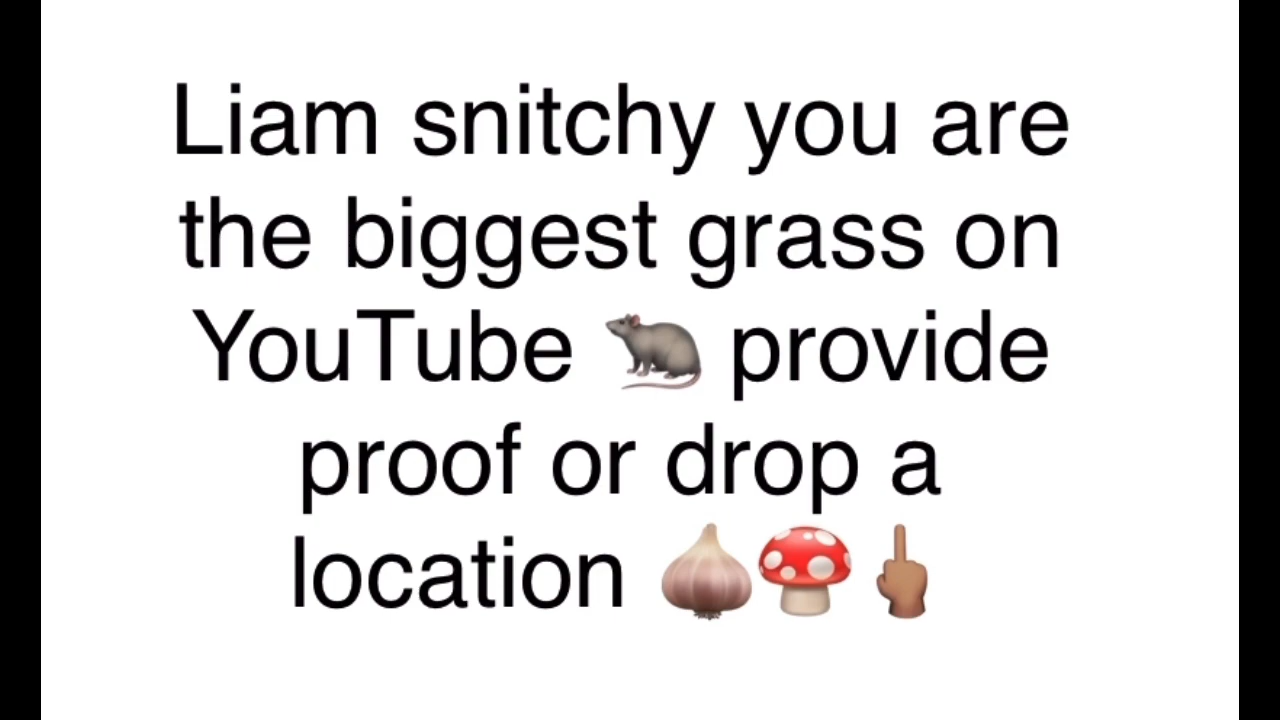 Liam snitchy you are
the biggest grass on
YouTube 🐀 provide
proof or drop a
location 🧄🍄🖕🏽